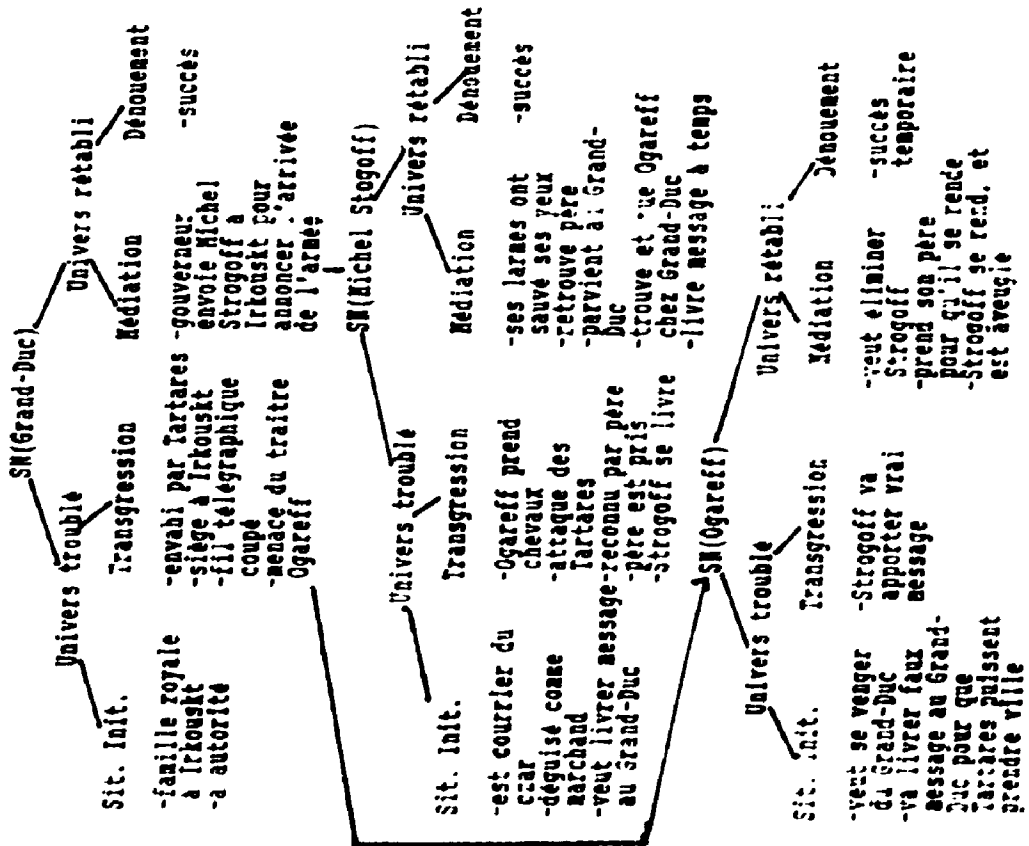 SN(Grand-Duc)
Univers troublé
Univers rétabli
Sit. Init.
Transgression
Médiation
Dénouement
-famille royale
à Irkouskt
-a autorité
-envahi par Tartares
-siège à Irkouskt
-fil télégraphique
coupé
-menace du traitre
Ogareff
-gouverneur
envoie Michel
Strogoff à
Irkouskt pour
annoncer l'arrivée
de l'armée
-succès
SN(Michel Stogoff)
Univers troublé
Univers rétabli
Sit. Init.
Transgression
Médiation
Dénouement
-est courrier du
czar
-déguisé comme
marchand
-veut livrer message
au Grand-Duc
-Ogareff prend
chevaux
-attaque des
Tartares
-reconnu par père
-père est pris
-Strogoff se livre
-ses larmes ont
sauvé ses yeux
-retrouve père
-parvient au Grand-
Duc
-trouve et tue Ogareff
chez Grand-Duc
-livre message à temps
-succès
SN(Ogareff)
Univers troublé
Univers rétabli
Sit. Init.
Transgression
Médiation
Dénouement
-veut se venger
du Grand-Duc
-va livrer faux
message au Grand-
Duc pour que
Tartares puissent
prendre ville
-Strogoff va
apporter vrai
message
-veut éliminer
Strogoff
-prend son père
pour qu'il se rende
-Strogoff se rend, et
est aveugle
-succès
temporaire